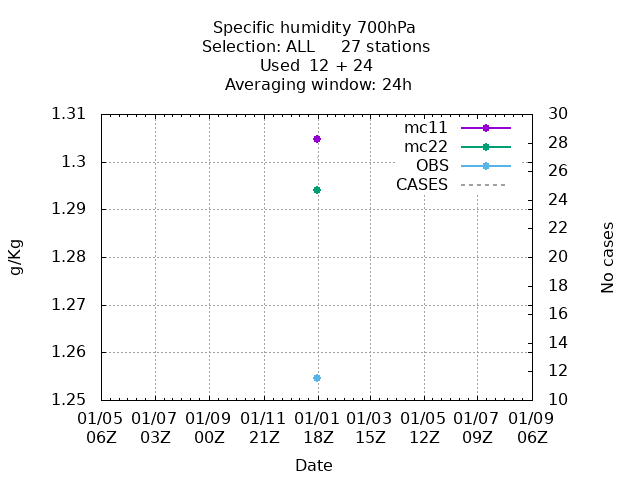 Specific humidity 700hPa
Selection: ALL 27 stations
Used 12 + 24
Averaging window: 24h
1.31
1.3
1.29
1.28
1.27
1.26
1.25
g/Kg
30
28
26
24
22
20
18
16
14
12
10
No cases
mc11
mc22
OBS
CASES
01/05 01/07 01/09 01/11 01/01 01/03 01/05 01/07 01/09
06Z 03Z 00Z 21Z 18Z 15Z 12Z 09Z 06Z
Date